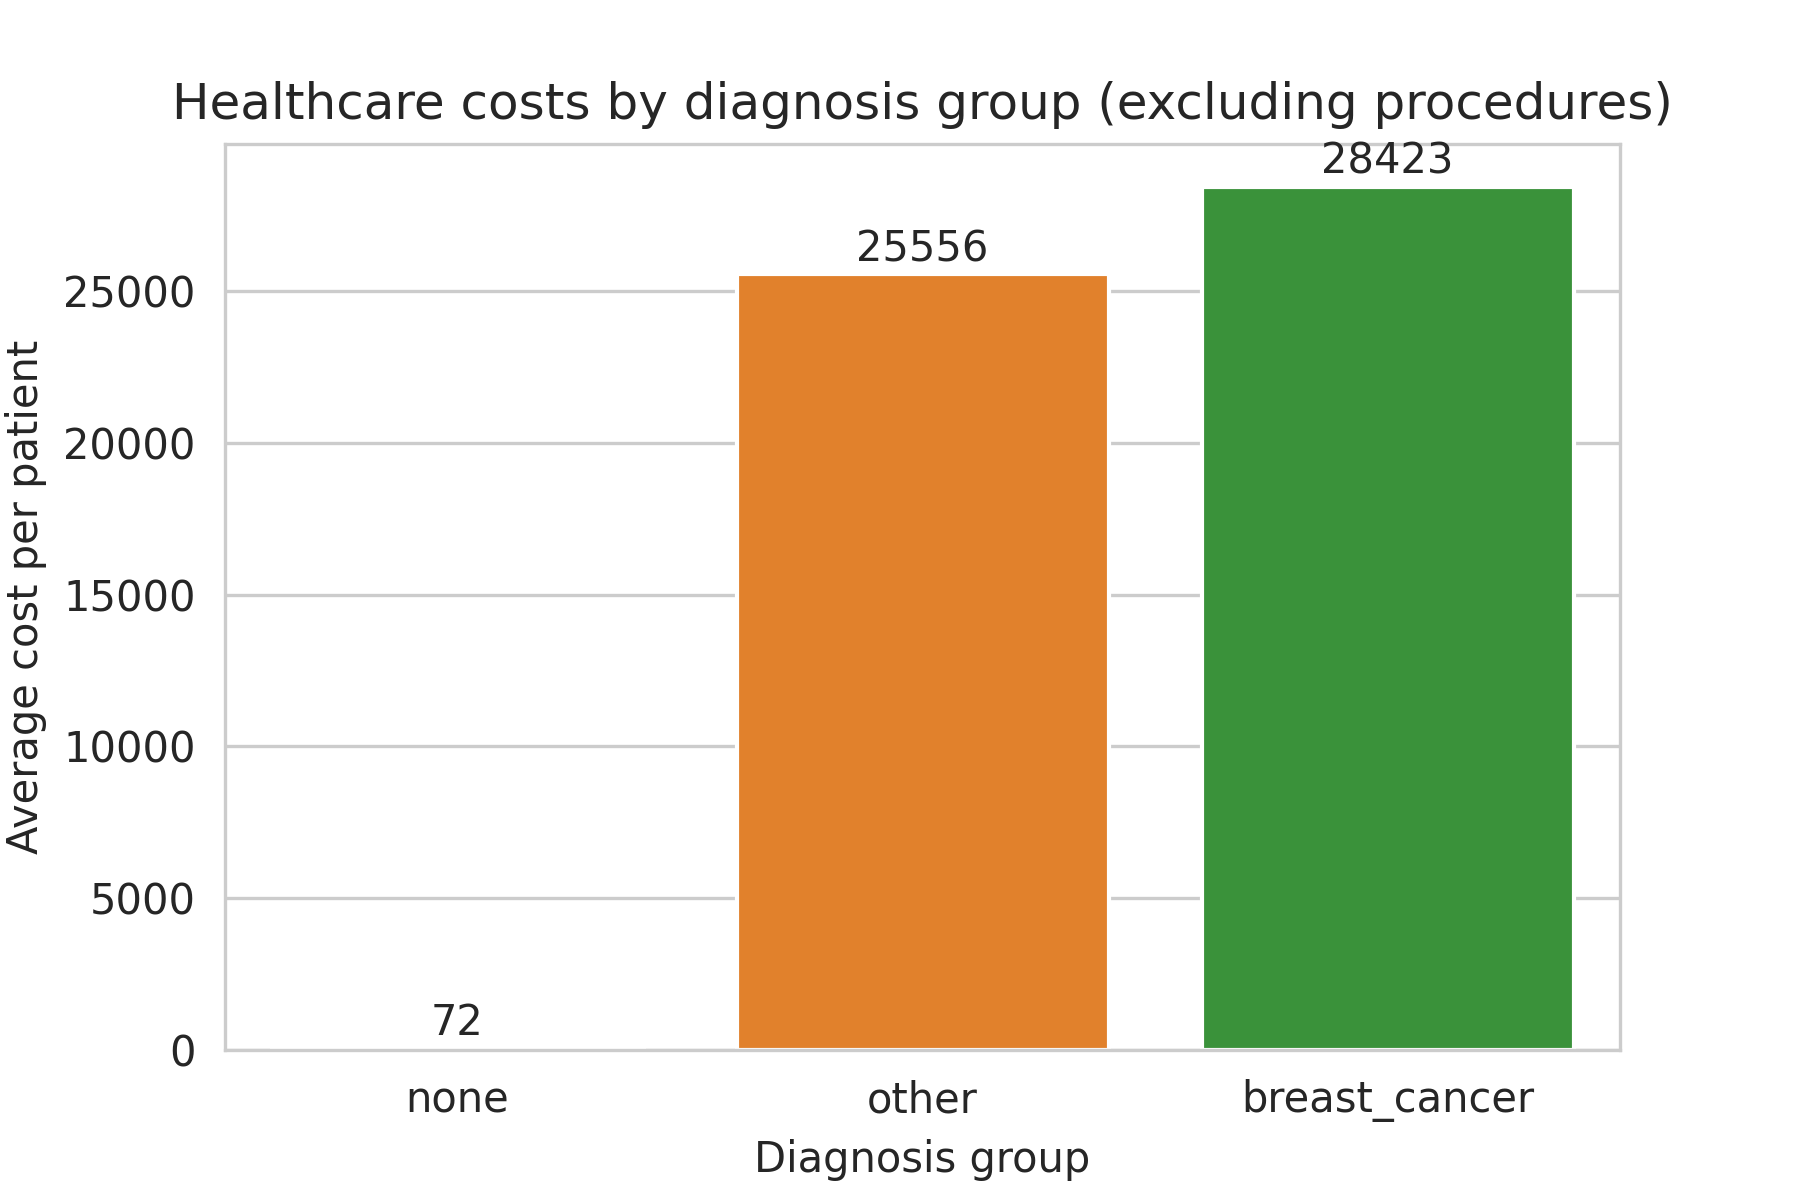 Healthcare costs by diagnosis group (excluding procedures)
28423
25556
25000
20000
15000
10000
5000
72
0
Average cost per patient
none
other
breast_cancer
Diagnosis group